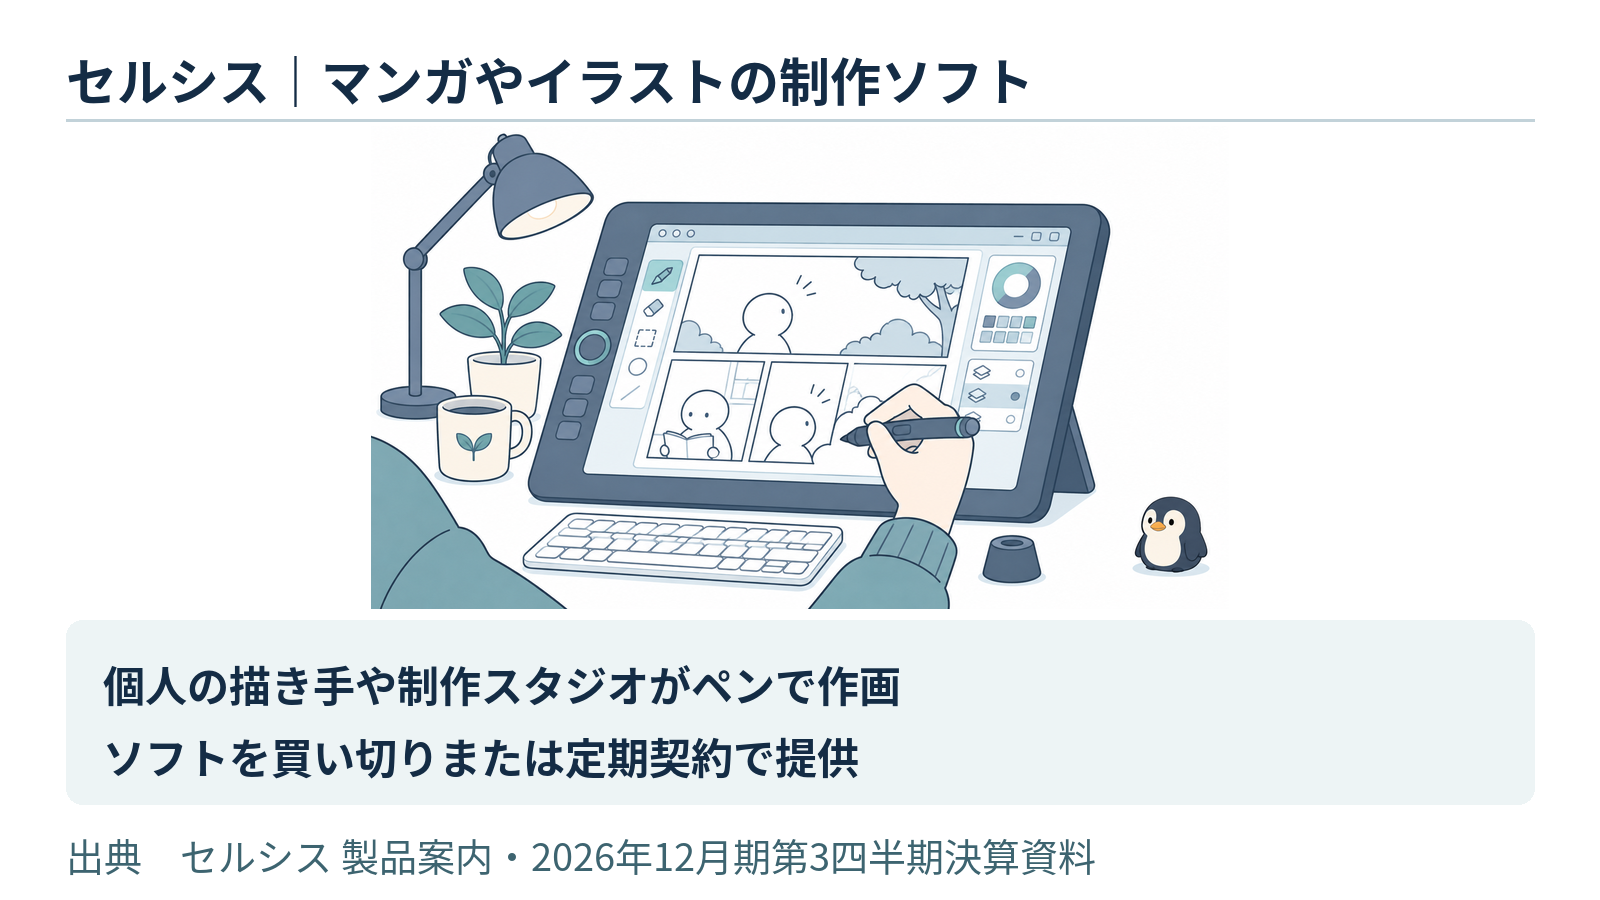 セルシス｜マンガやイラストの制作ソフト
個人の描き手や制作スタジオがペンで作画
ソフトを買い切りまたは定期契約で提供
出典　セルシス 製品案内・2026年12月期第3四半期決算資料